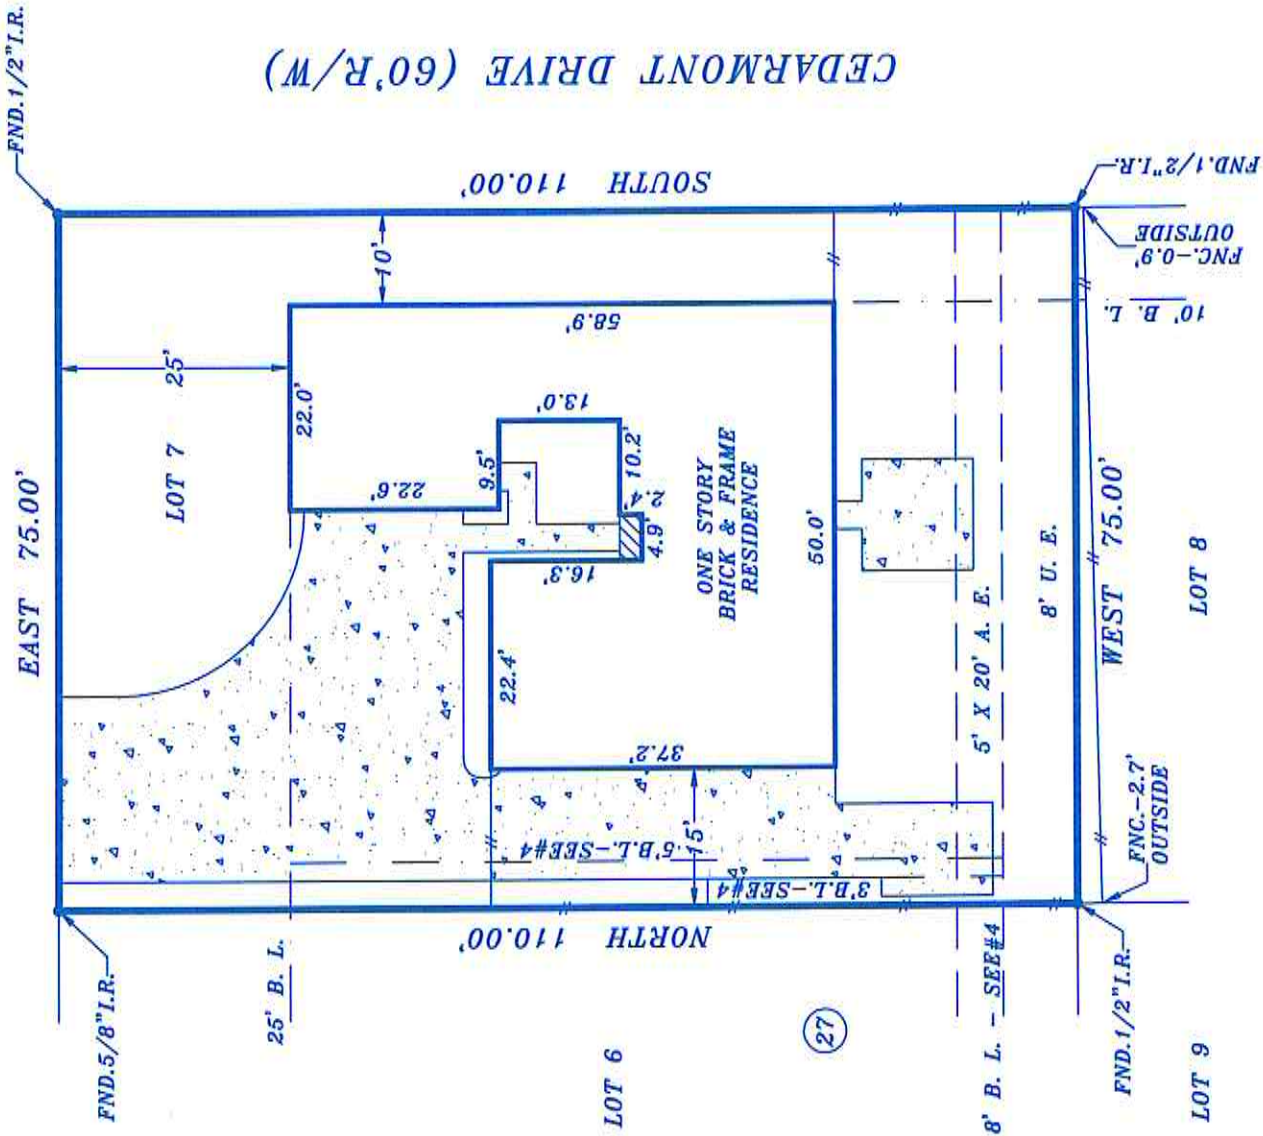 CEDARMONT DRIVE (60'R/W)
FND.1/2"I.R.
FND.1/2"I.R.
SOUTH 110.00'
FNC.-0.9'
OUTSIDE
10' B. L.
10'
EAST 75.00'
LOT 7
25'
22.0'
58.9'
13.0'
22.6'
9.5'
10.2'
2.4'
4.9'
16.3'
ONE STORY
BRICK & FRAME
RESIDENCE
50.0'
22.4'
37.2'
15'
5'B.L.-SEE#4
3'B.L.-SEE#4
5' X 20' A. E.
8' U. E.
WEST 75.00'
LOT 8
FNC.-2.7'
OUTSIDE
NORTH 110.00'
FND.5/8"I.R.
25' B. L.
LOT 6
27
8' B. L. - SEE#4
FND.1/2"I.R.
LOT 9